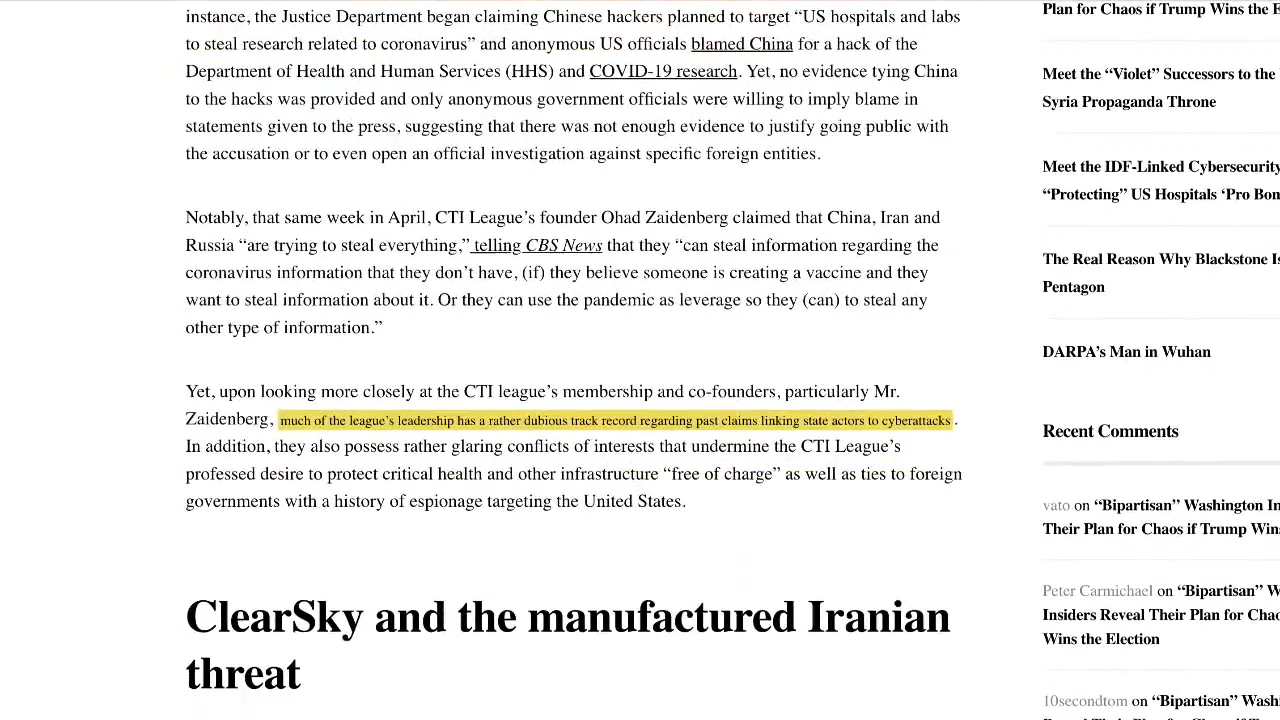 instance, the Justice Department began claiming Chinese hackers planned to target “US hospitals and labs
to steal research related to coronavirus” and anonymous US officials blamed China for a hack of the
Department of Health and Human Services (HHS) and COVID-19 research. Yet, no evidence tying China
to the hacks was provided and only anonymous government officials were willing to imply blame in
statements given to the press, suggesting that there was not enough evidence to justify going public with
the accusation or to even open an official investigation against specific foreign entities.
Notably, that same week in April, CTI League’s founder Ohad Zaidenberg claimed that China, Iran and
Russia “are trying to steal everything,” telling CBS News that they “can steal information regarding the
coronavirus information that they don’t have, (if) they believe someone is creating a vaccine and they
want to steal information about it. Or they can use the pandemic as leverage so they (can) to steal any
other type of information.”
Yet, upon looking more closely at the CTI league’s membership and co-founders, particularly Mr.
Zaidenberg, much of the league’s leadership has a rather dubious track record regarding past claims linking state actors to cyberattacks.
In addition, they also possess rather glaring conflicts of interests that undermine the CTI League’s
professed desire to protect critical health and other infrastructure “free of charge” as well as ties to foreign
governments with a history of espionage targeting the United States.
ClearSky and the manufactured Iranian
threat
Plan for Chaos if Trump Wins the
Meet the “Violet” Successors to the
Syria Propaganda Throne
Meet the IDF-Linked Cybersecurity
“Protecting” US Hospitals ‘Pro
The Real Reason Why Blackstone
Pentagon
DARPA’s Man in Wuhan
Recent Comments
vato on “Bipartisan” Washington
Their Plan for Chaos if Trump
Peter Carmichael on “Bipartisan”
Insiders Reveal Their Plan for
Wins the Election
10secondtom on “Bipartisan”